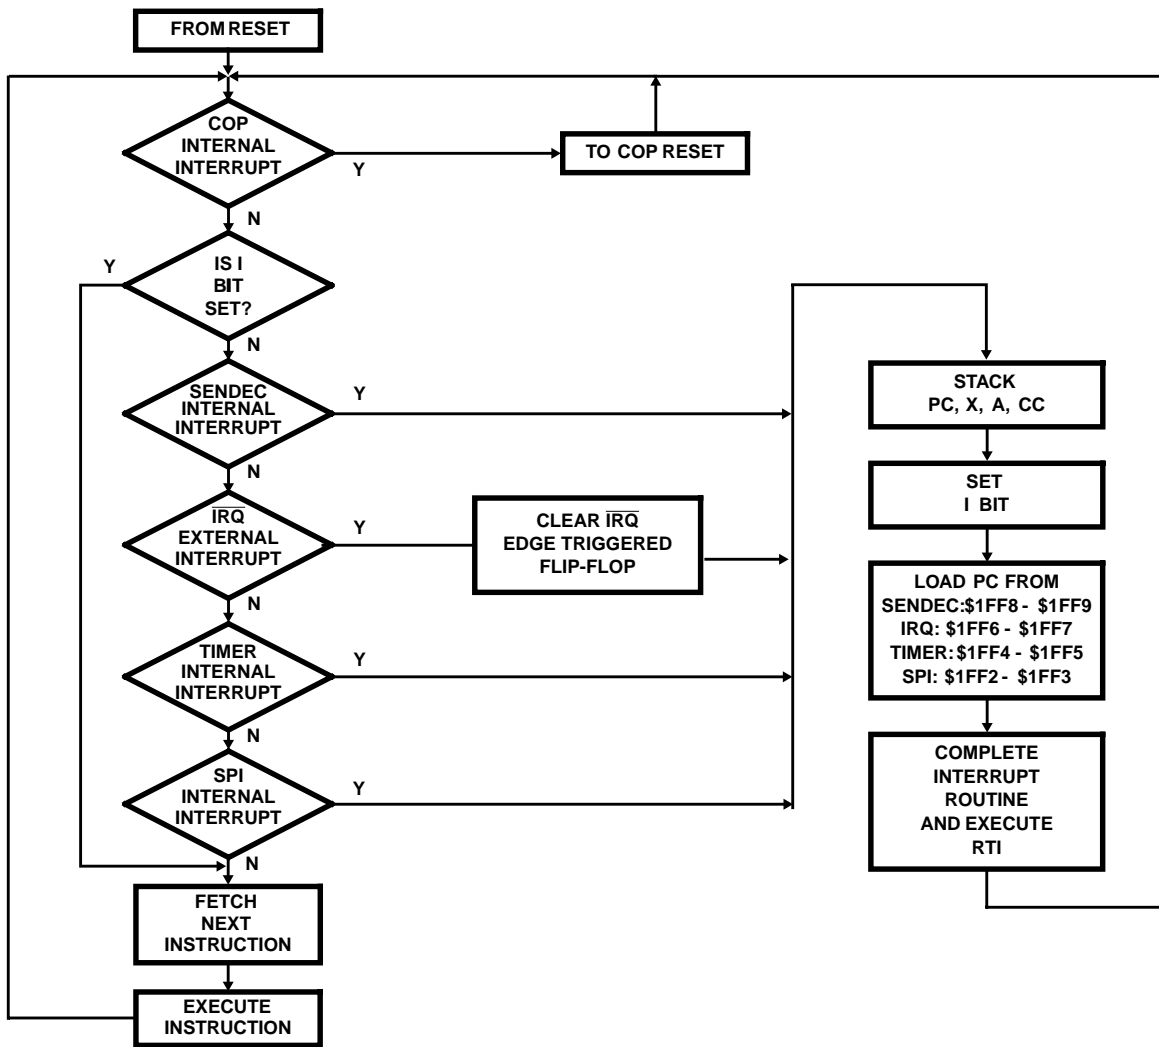 FROM RESET
COP
INTERNAL
INTERRUPT
Y
TO COP RESET
N
Y
IS I
BIT
SET?
N
SENDEC
INTERNAL
INTERRUPT
Y
N
I̅R̅Q̅
EXTERNAL
INTERRUPT
Y
CLEAR I̅R̅Q̅
EDGE TRIGGERED
FLIP-FLOP
N
TIMER
INTERNAL
INTERRUPT
Y
N
SPI
INTERNAL
INTERRUPT
Y
N
FETCH
NEXT
INSTRUCTION
EXECUTE
INSTRUCTION
STACK
PC, X, A, CC
SET
I BIT
LOAD PC FROM
SENDEC:$1FF8 - $1FF9
IRQ: $1FF6 - $1FF7
TIMER: $1FF4 - $1FF5
SPI: $1FF2 - $1FF3
COMPLETE
INTERRUPT
ROUTINE
AND EXECUTE
RTI